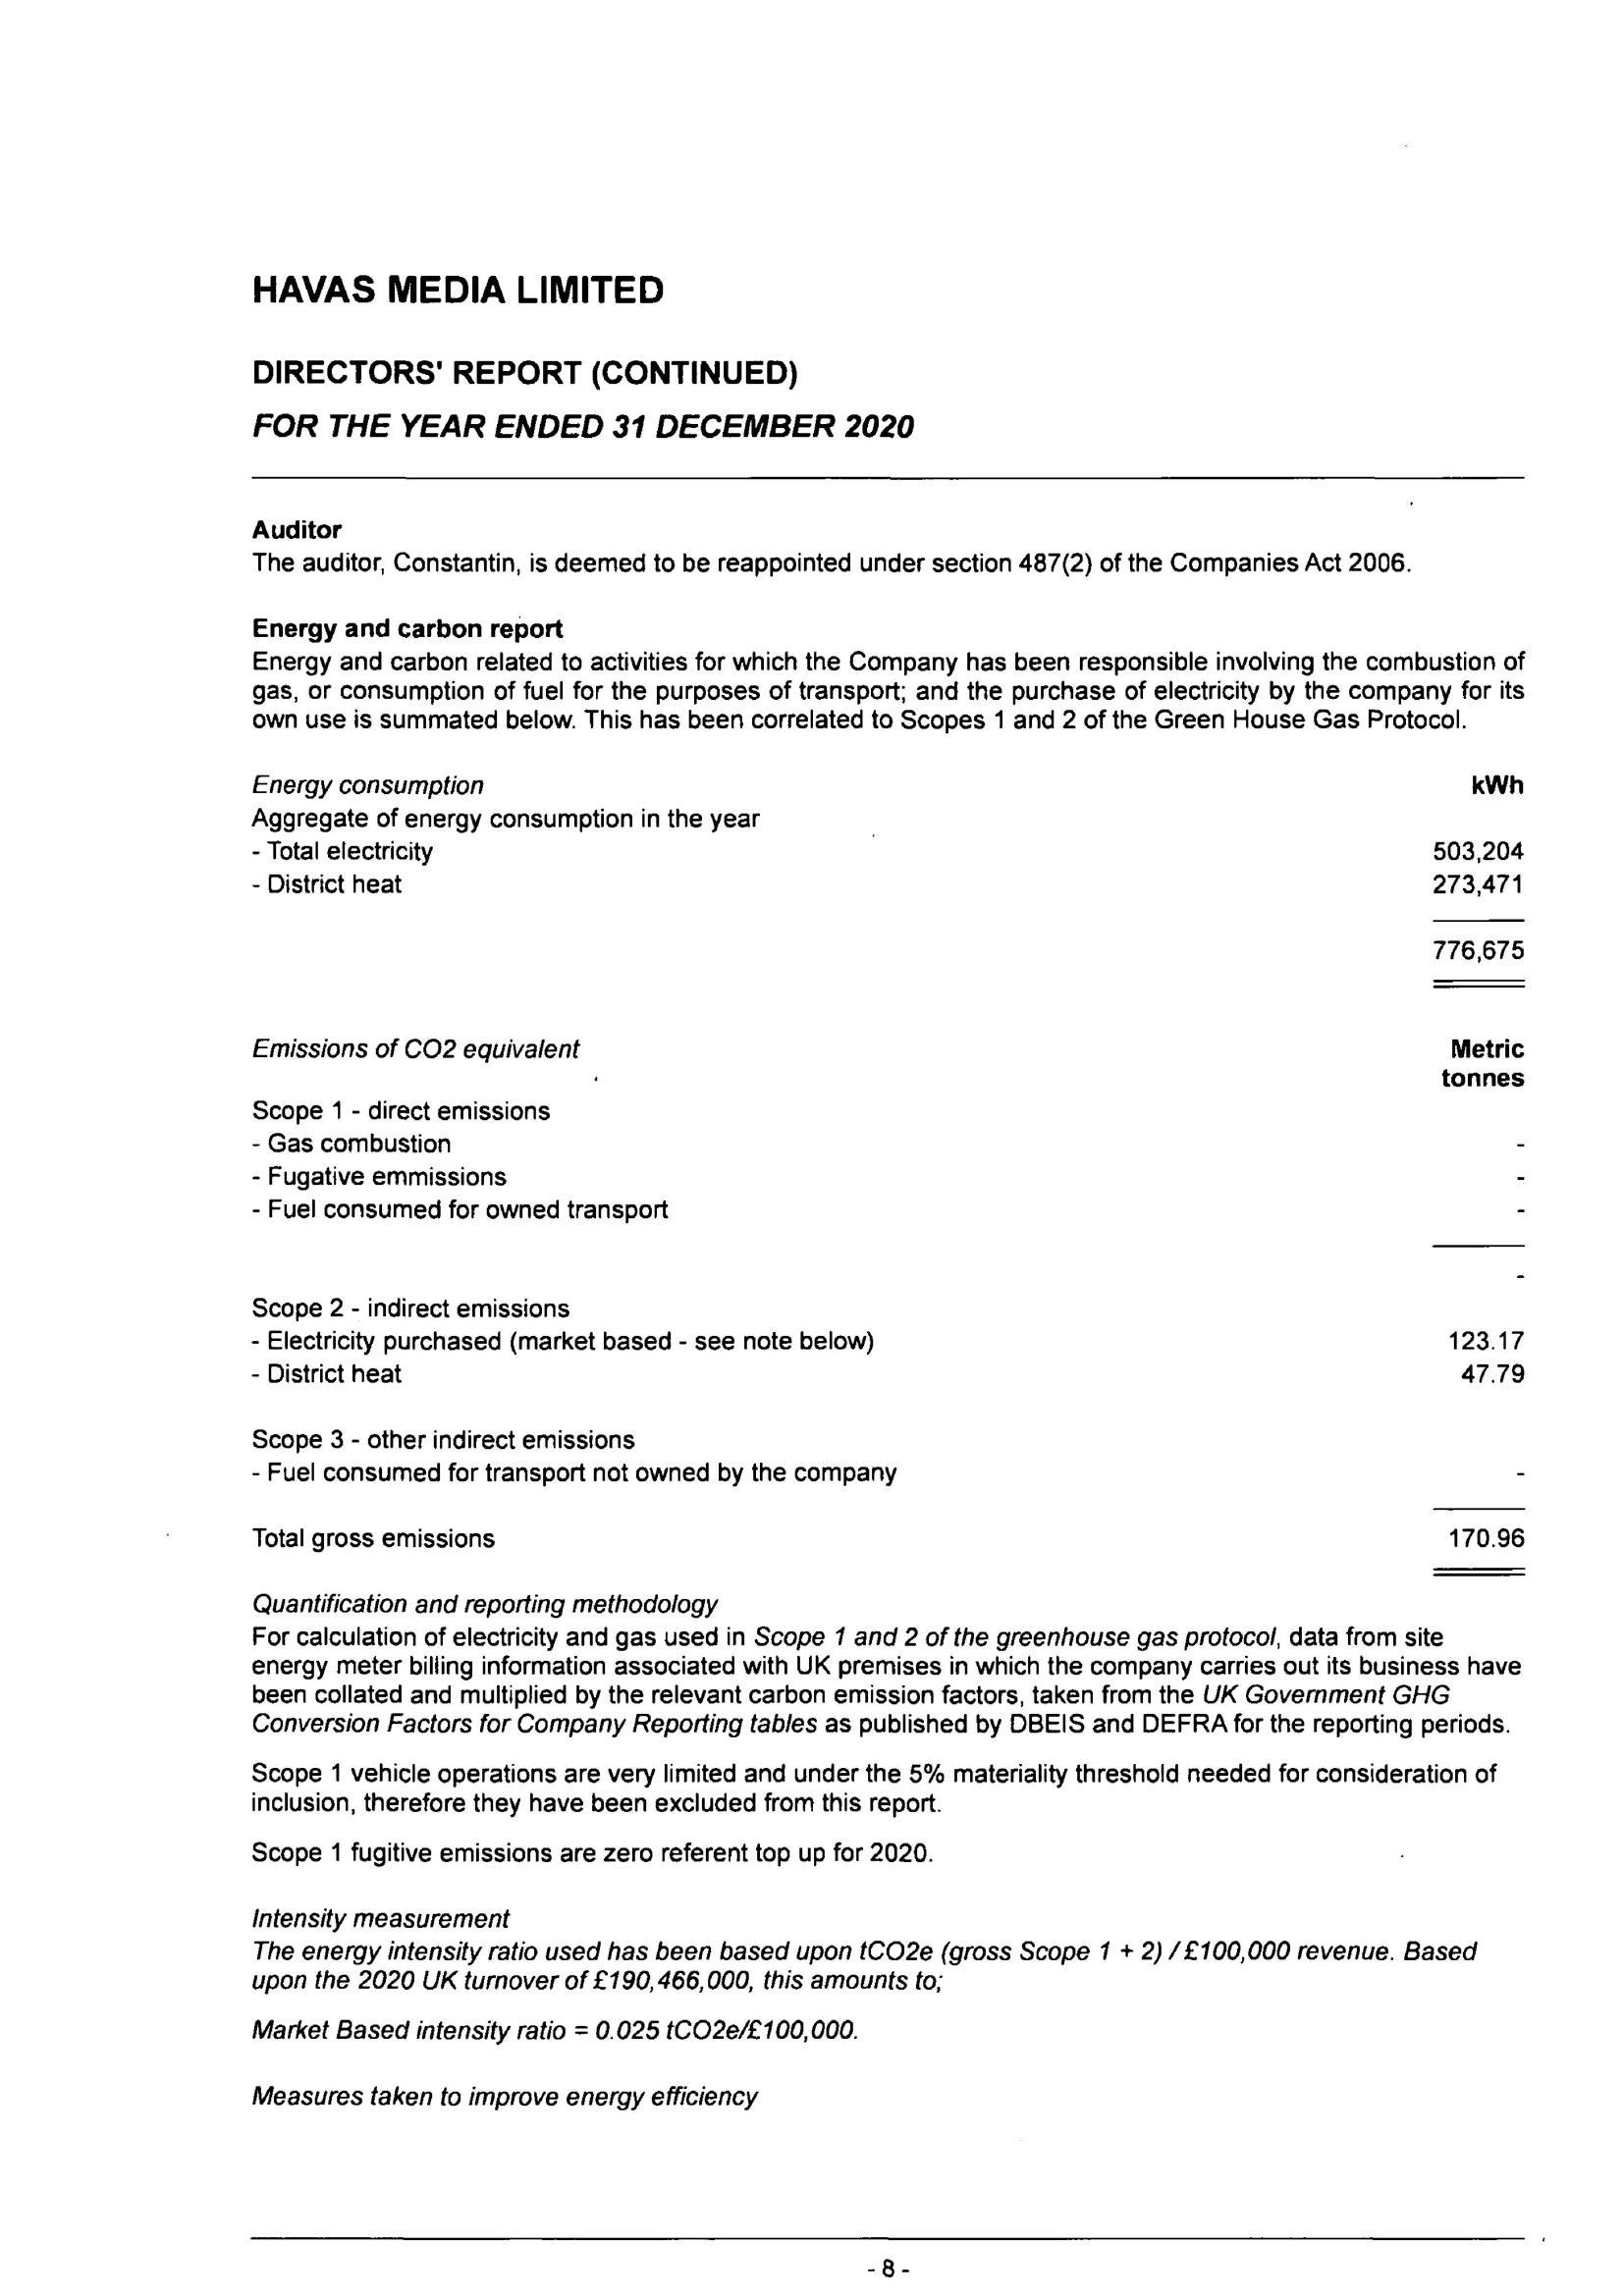 HAVAS MEDIA LIMITED
DIRECTORS' REPORT (CONTINUED)
FOR THE YEAR ENDED 31 DECEMBER 2020
Auditor
The auditor, Constantin, is deemed to be reappointed under section 487(2) of the Companies Act 2006.
Energy and carbon report
Energy and carbon related to activities for which the Company has been responsible involving the combustion of
gas, or consumption of fuel for the purposes of transport; and the purchase of electricity by the company for its
own use is summated below. This has been correlated to Scopes 1 and 2 of the Green House Gas Protocol.
Energy consumption kWh
Aggregate of energy consumption in the year
- Total electricity 503,204
- District heat 273,471
776,675
Emissions of CO2 equivalent Metric
tonnes
Scope 1 - direct emissions
- Gas combustion -
- Fugative emmissions -
- Fuel consumed for owned transport -
-
Scope 2 - indirect emissions
- Electricity purchased (market based - see note below) 123.17
- District heat 47.79
Scope 3 - other indirect emissions
- Fuel consumed for transport not owned by the company -
Total gross emissions 170.96
Quantification and reporting methodology
For calculation of electricity and gas used in Scope 1 and 2 of the greenhouse gas protocol, data from site
energy meter billing information associated with UK premises in which the company carries out its business have
been collated and multiplied by the relevant carbon emission factors, taken from the UK Government GHG
Conversion Factors for Company Reporting tables as published by DBEIS and DEFRA for the reporting periods.
Scope 1 vehicle operations are very limited and under the 5% materiality threshold needed for consideration of
inclusion, therefore they have been excluded from this report.
Scope 1 fugitive emissions are zero referent top up for 2020.
Intensity measurement
The energy intensity ratio used has been based upon tCO2e (gross Scope 1 + 2) / £100,000 revenue. Based
upon the 2020 UK turnover of £190,466,000, this amounts to;
Market Based intensity ratio = 0.025 tCO2e/£100,000.
Measures taken to improve energy efficiency
- 8 -